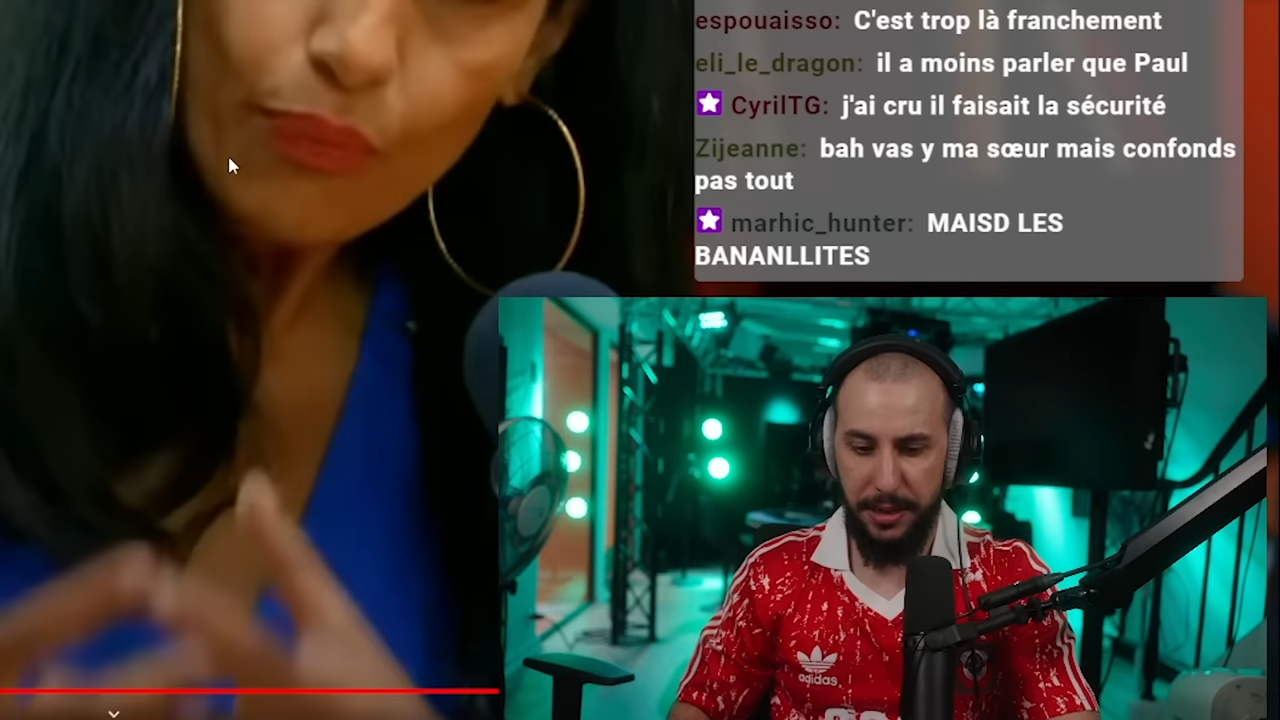 espouaisso: C'est trop là franchement
eli_le_dragon: il a moins parler que Paul
CyrilTG: j'ai cru il faisait la sécurité
Zijeanne: bah vas y ma sœur mais confonds
pas tout
marhic_hunter: MAISD LES
BANANLLITES
adidas